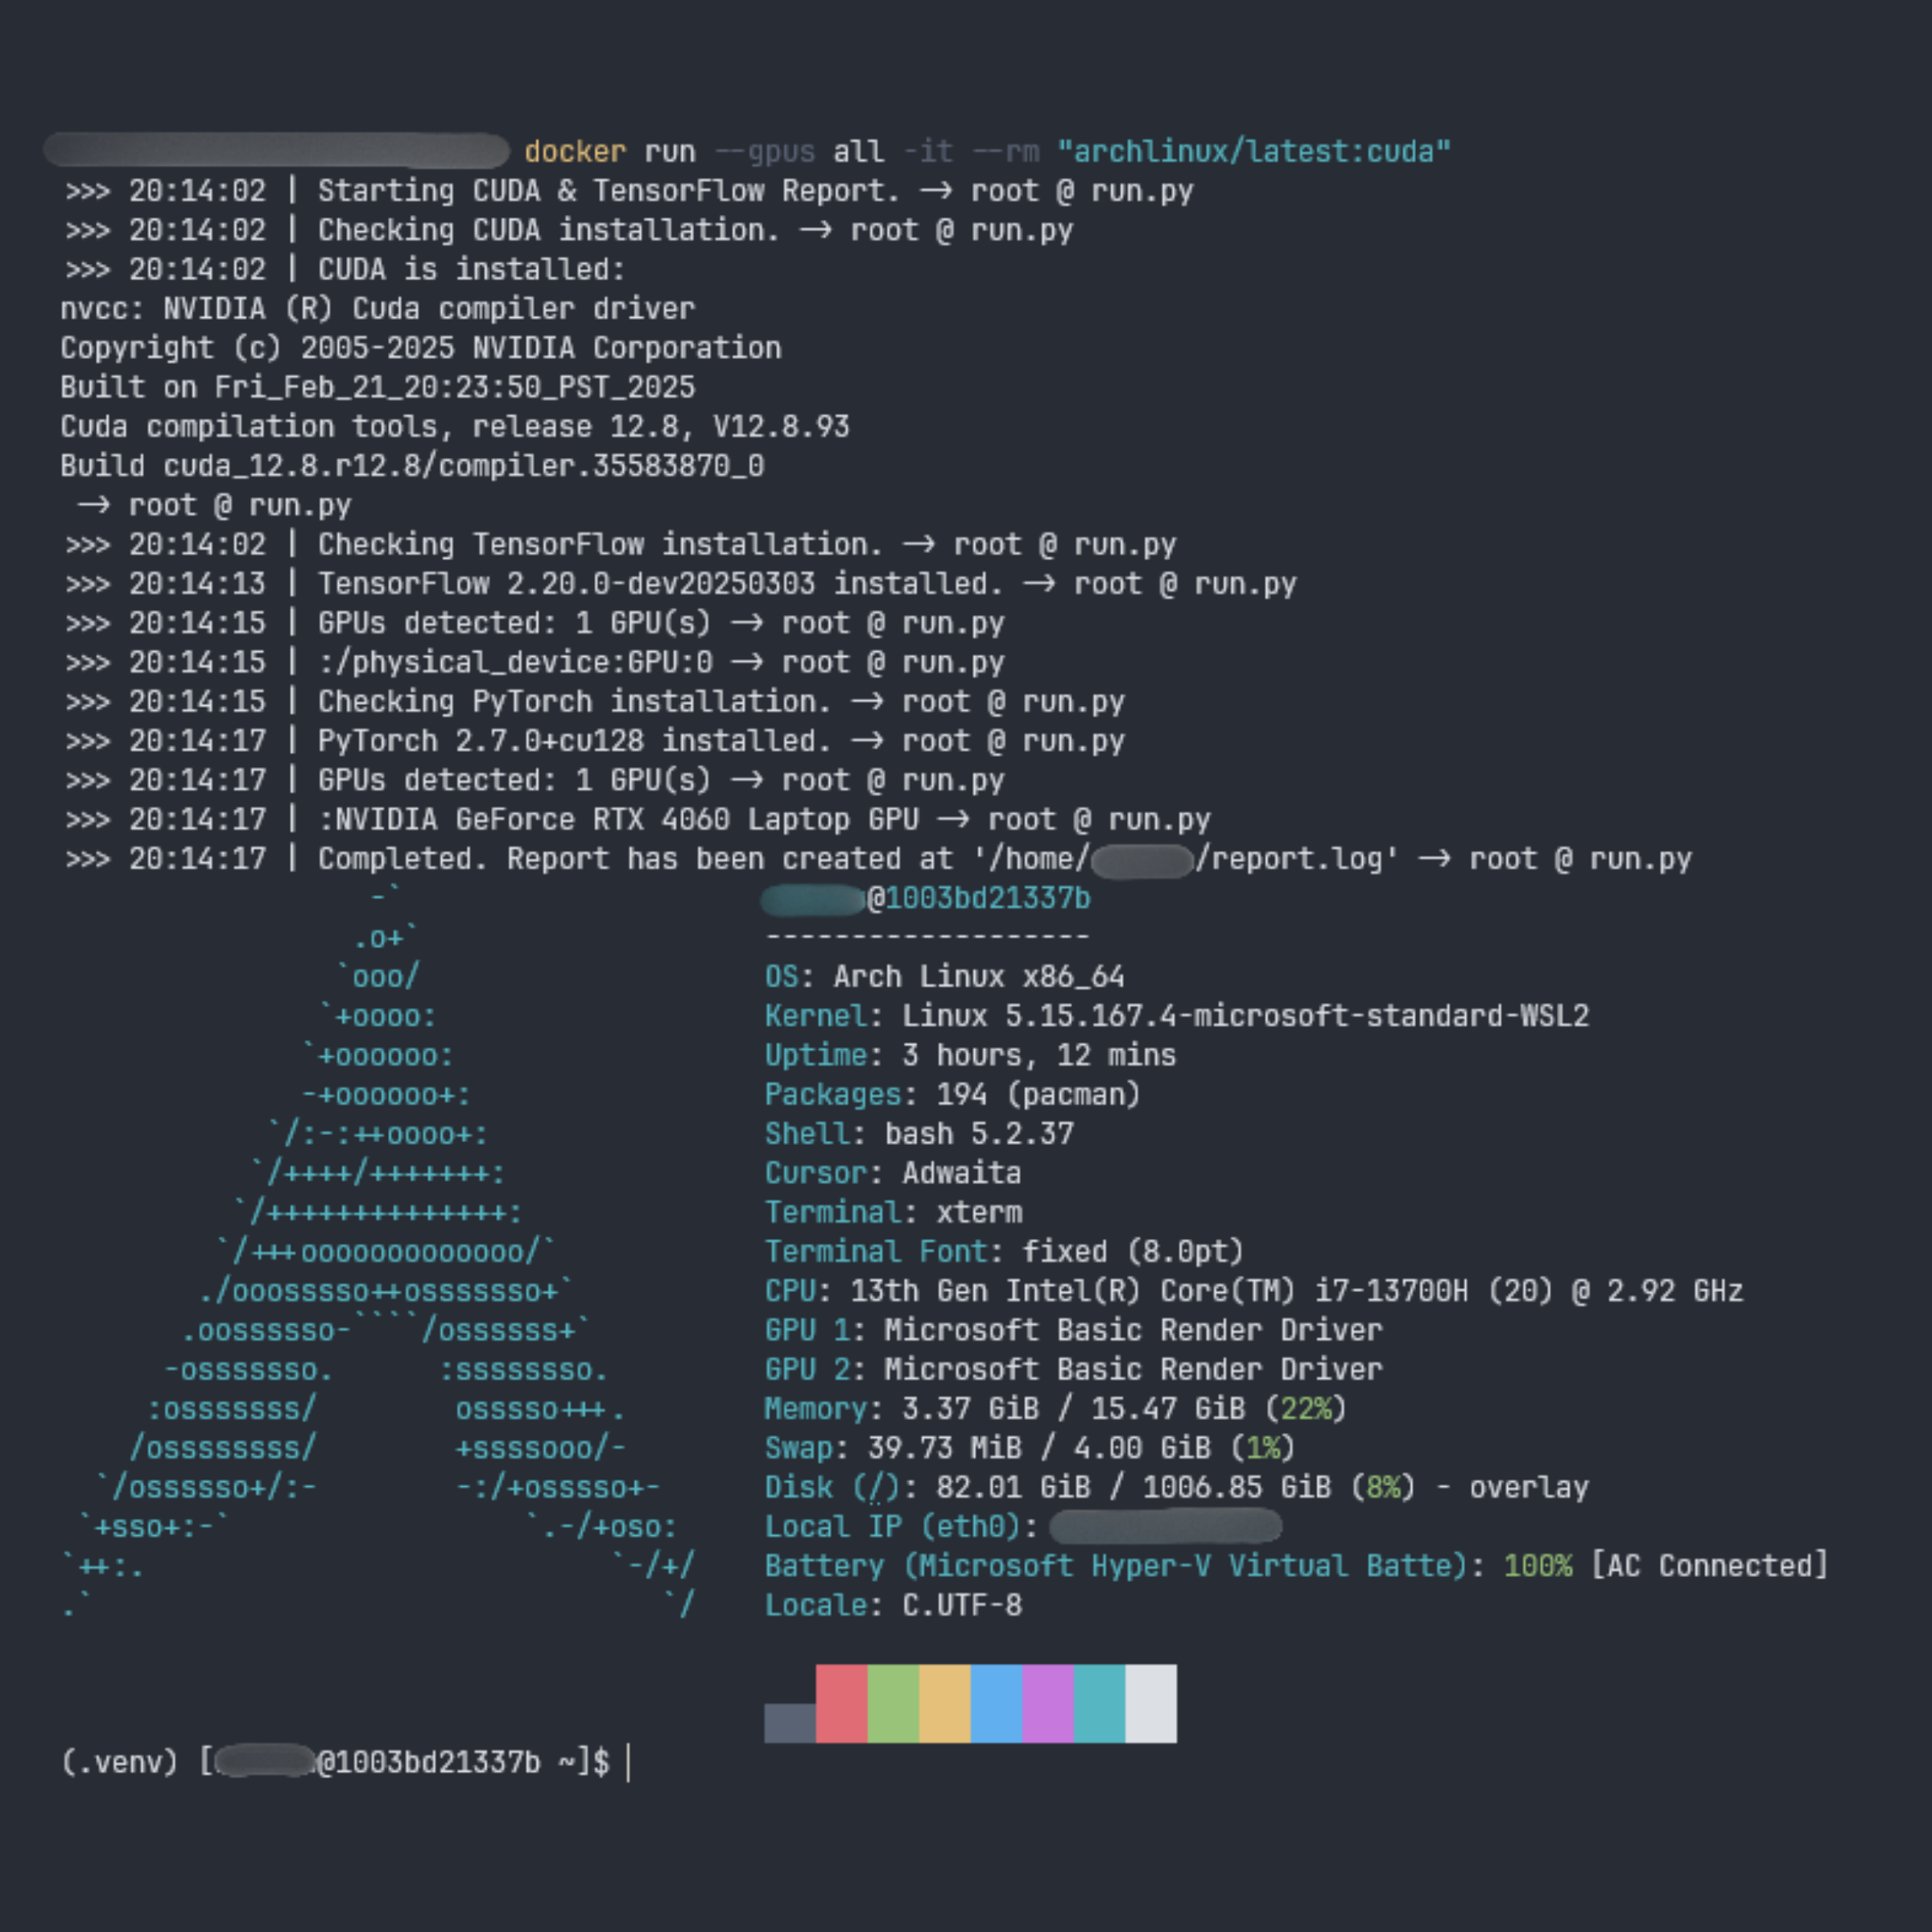 docker run --gpus all -it --rm "archlinux/latest:cuda"
>>> 20:14:02 | Starting CUDA & TensorFlow Report. → root @ run.py
>>> 20:14:02 | Checking CUDA installation. → root @ run.py
>>> 20:14:02 | CUDA is installed:
nvcc: NVIDIA (R) Cuda compiler driver
Copyright (c) 2005-2025 NVIDIA Corporation
Built on Fri_Feb_21_20:23:50_PST_2025
Cuda compilation tools, release 12.8, V12.8.93
Build cuda_12.8.r12.8/compiler.35583870_0
 → root @ run.py
>>> 20:14:02 | Checking TensorFlow installation. → root @ run.py
>>> 20:14:13 | TensorFlow 2.20.0-dev20250303 installed. → root @ run.py
>>> 20:14:15 | GPUs detected: 1 GPU(s) → root @ run.py
>>> 20:14:15 | :/physical_device:GPU:0 → root @ run.py
>>> 20:14:15 | Checking PyTorch installation. → root @ run.py
>>> 20:14:17 | PyTorch 2.7.0+cu128 installed. → root @ run.py
>>> 20:14:17 | GPUs detected: 1 GPU(s) → root @ run.py
>>> 20:14:17 | :NVIDIA GeForce RTX 4060 Laptop GPU → root @ run.py
>>> 20:14:17 | Completed. Report has been created at '/home/ /report.log' → root @ run.py
-` @1003bd21337b
.o+` -------------------
`ooo/ OS: Arch Linux x86_64
`+oooo: Kernel: Linux 5.15.167.4-microsoft-standard-WSL2
`+oooooo: Uptime: 3 hours, 12 mins
-+oooooo+: Packages: 194 (pacman)
`/:-:++oooo+: Shell: bash 5.2.37
`/++++/+++++++: Cursor: Adwaita
`/++++++++++++++: Terminal: xterm
`/+++ooooooooooooo/` Terminal Font: fixed (8.0pt)
./ooosssso++osssssso+` CPU: 13th Gen Intel(R) Core(TM) i7-13700H (20) @ 2.92 GHz
.oossssso-````/ossssss+` GPU 1: Microsoft Basic Render Driver
-osssssso. :ssssssso. GPU 2: Microsoft Basic Render Driver
:osssssss/ osssso+++. Memory: 3.37 GiB / 15.47 GiB (22%)
/ossssssss/ +ssssooo/- Swap: 39.73 MiB / 4.00 GiB (1%)
`/ossssso+/:- -:/+osssso+- Disk (/): 82.01 GiB / 1006.85 GiB (8%) - overlay
`+sso+:-` `.-/+oso: Local IP (eth0):
`++:. `-/+/ Battery (Microsoft Hyper-V Virtual Batte): 100% [AC Connected]
.` `/ Locale: C.UTF-8
(.venv) [ @1003bd21337b ~]$